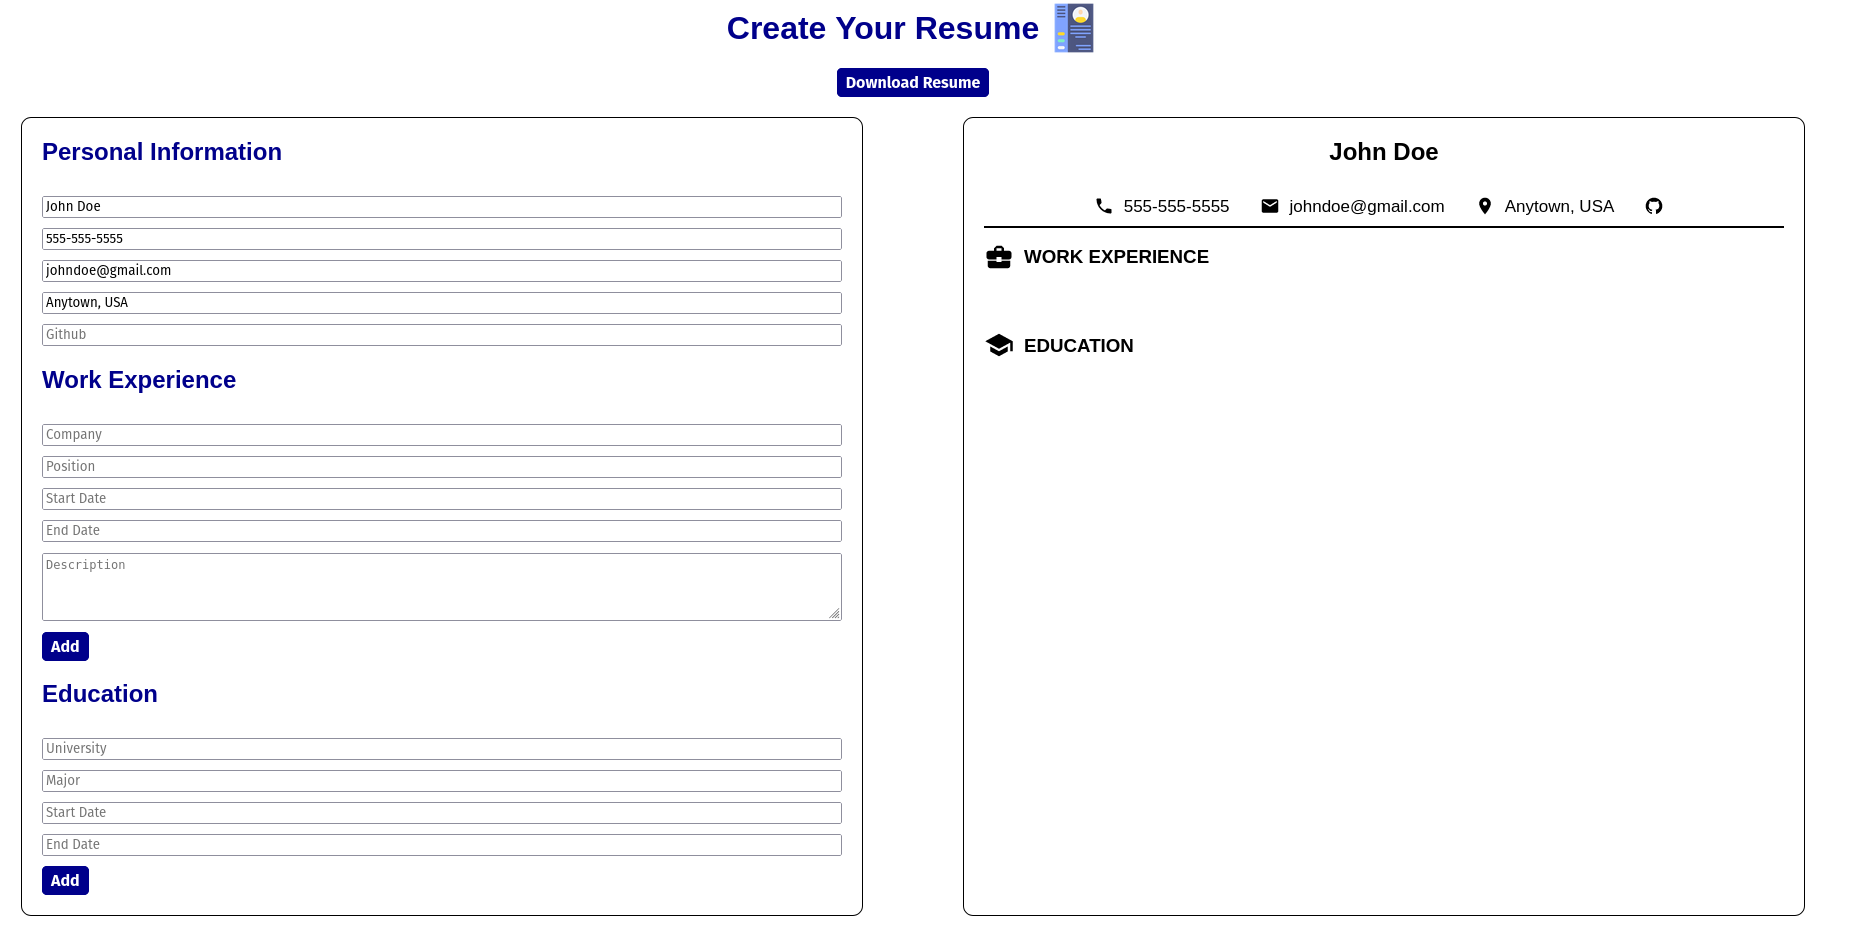 Create Your Resume
Download Resume
Personal Information
John Doe
555-555-5555
johndoe@gmail.com
Anytown, USA
Github
Work Experience
Company
Position
Start Date
End Date
Description
Add
Education
University
Major
Start Date
End Date
Add
John Doe
555-555-5555 johndoe@gmail.com Anytown, USA
WORK EXPERIENCE
EDUCATION